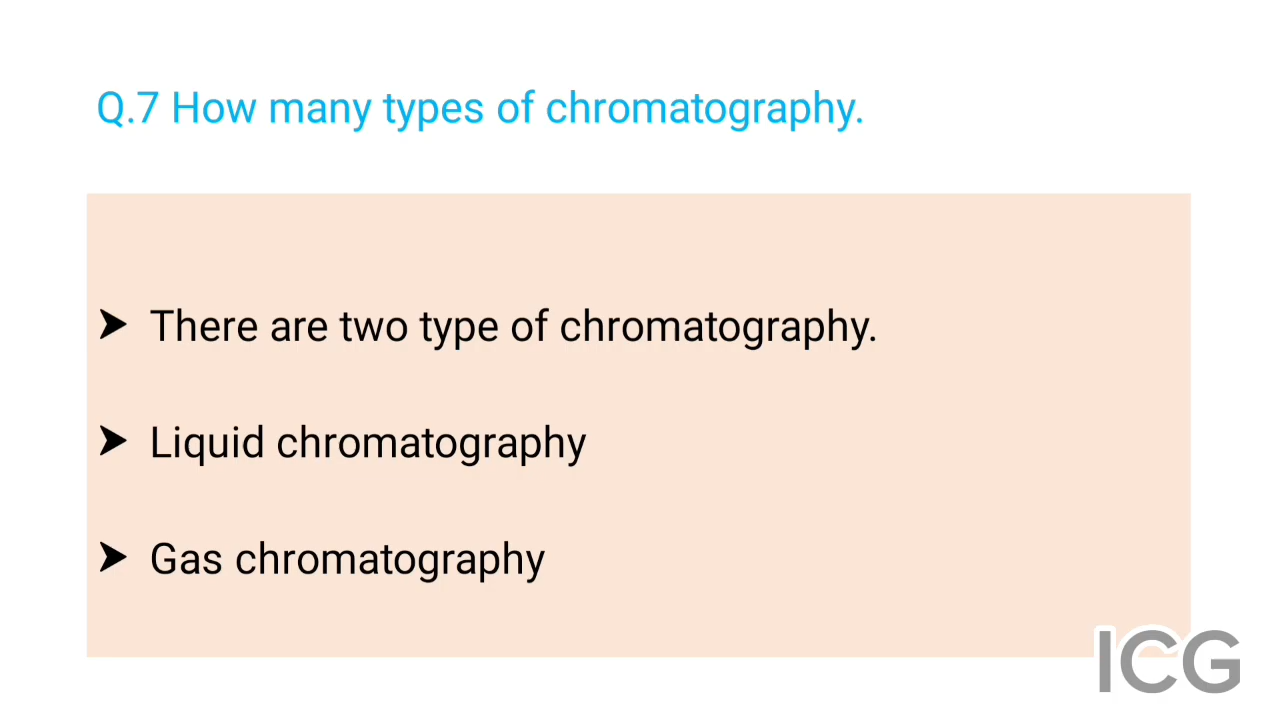 Q.7 How many types of chromatography.
➤ There are two type of chromatography.
➤ Liquid chromatography
➤ Gas chromatography
ICG